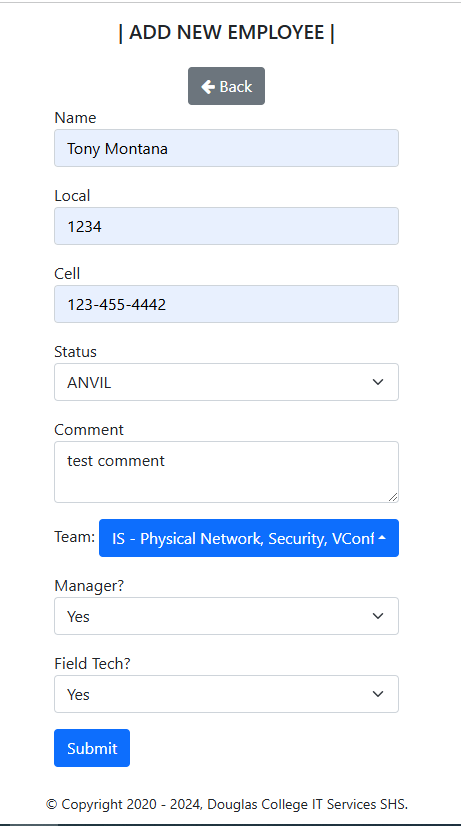 | ADD NEW EMPLOYEE |
Back
Name
Tony Montana
Local
1234
Cell
123-455-4442
Status
ANVIL
Comment
test comment
Team: IS - Physical Network, Security, VConf
Manager?
Yes
Field Tech?
Yes
Submit
© Copyright 2020 - 2024, Douglas College IT Services SHS.